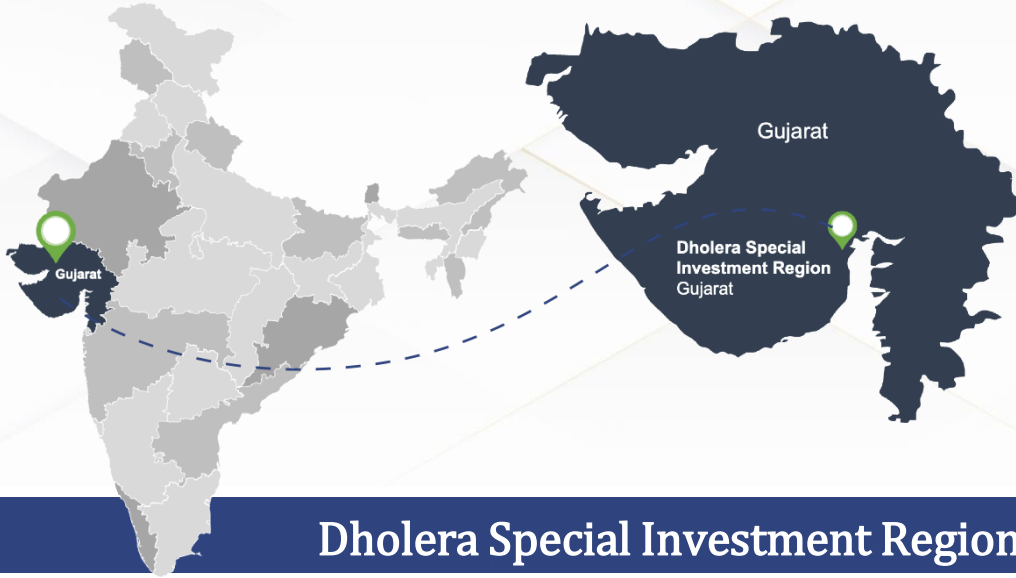 Gujarat
Gujarat
Dholera Special
Investment Region
Gujarat
Dholera Special Investment Region